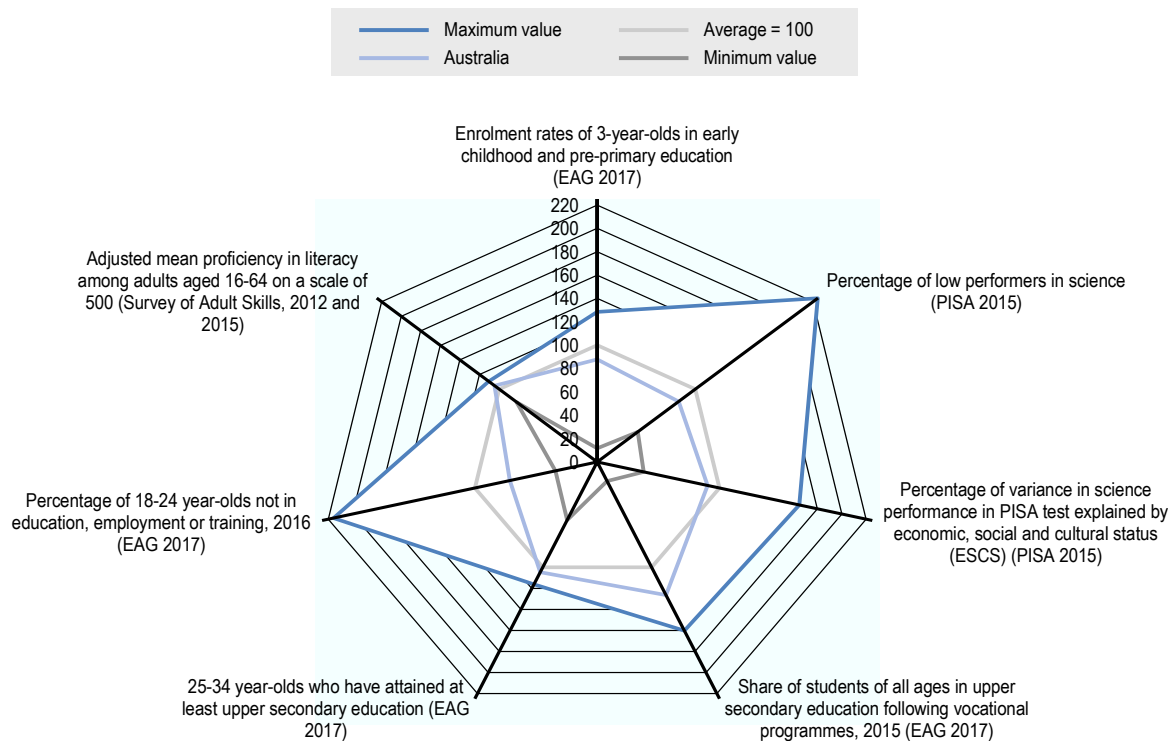 Maximum value
Average = 100
Australia
Minimum value
Enrolment rates of 3-year-olds in early
childhood and pre-primary education
(EAG 2017)
Percentage of low performers in science
(PISA 2015)
Percentage of variance in science
performance in PISA test explained by
economic, social and cultural status
(ESCS) (PISA 2015)
Share of students of all ages in upper
secondary education following vocational
programmes, 2015 (EAG 2017)
25-34 year-olds who have attained at
least upper secondary education (EAG
2017)
Percentage of 18-24 year-olds not in
education, employment or training, 2016
(EAG 2017)
Adjusted mean proficiency in literacy
among adults aged 16-64 on a scale of
500 (Survey of Adult Skills, 2012 and
2015)
220
200
180
160
140
120
100
80
60
40
20
0